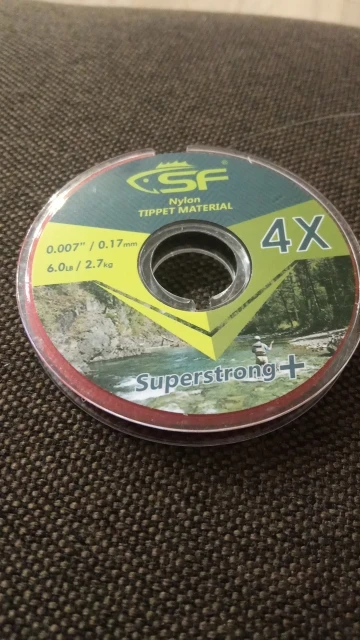 SF®
Nylon
TIPPET MATERIAL
0.007" / 0.17mm
6.0LB / 2.7kg
4X
Superstrong+